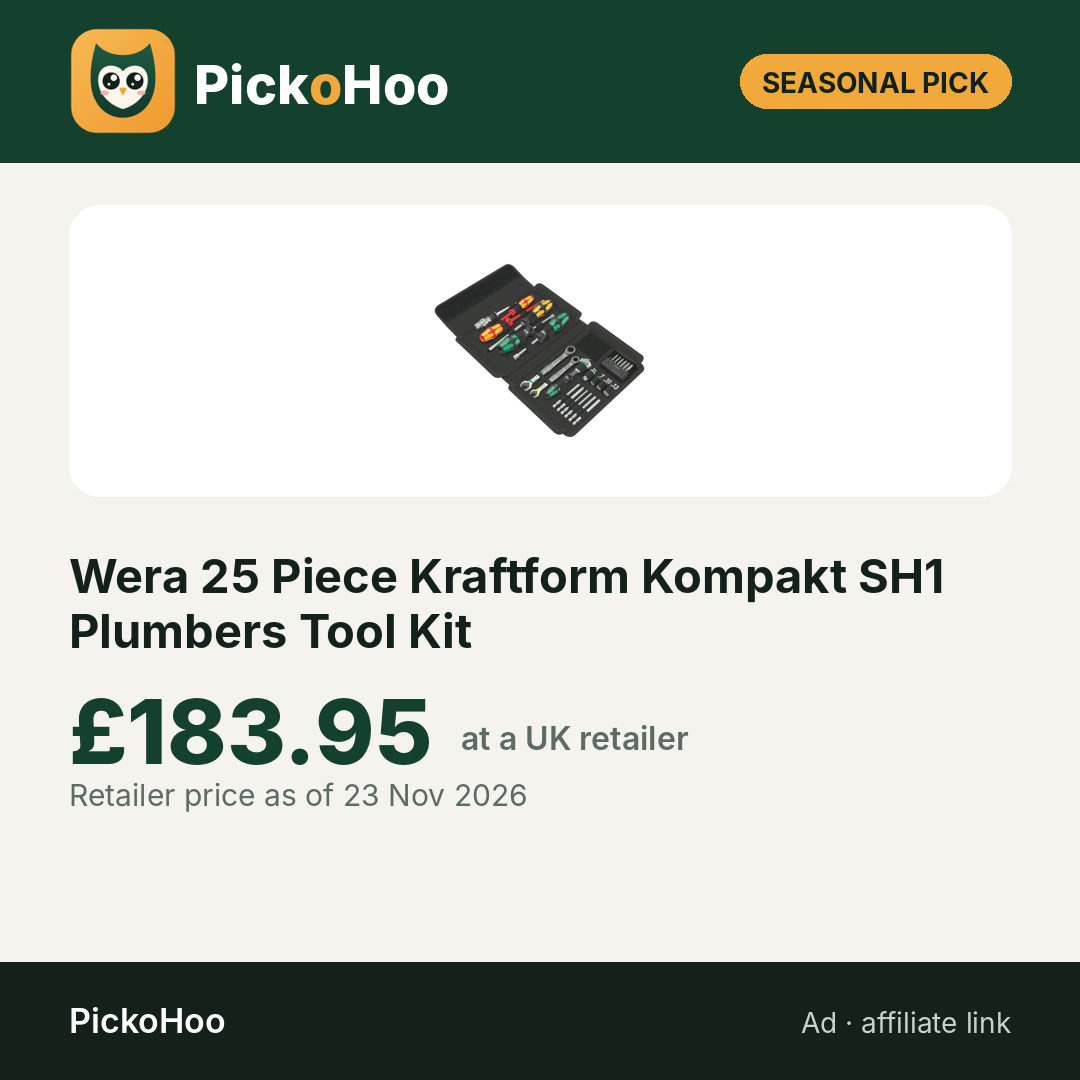 PickoHoo
SEASONAL PICK
Wera 25 Piece Kraftform Kompakt SH1
Plumbers Tool Kit
£183.95 at a UK retailer
Retailer price as of 23 Nov 2026
PickoHoo
Ad · affiliate link